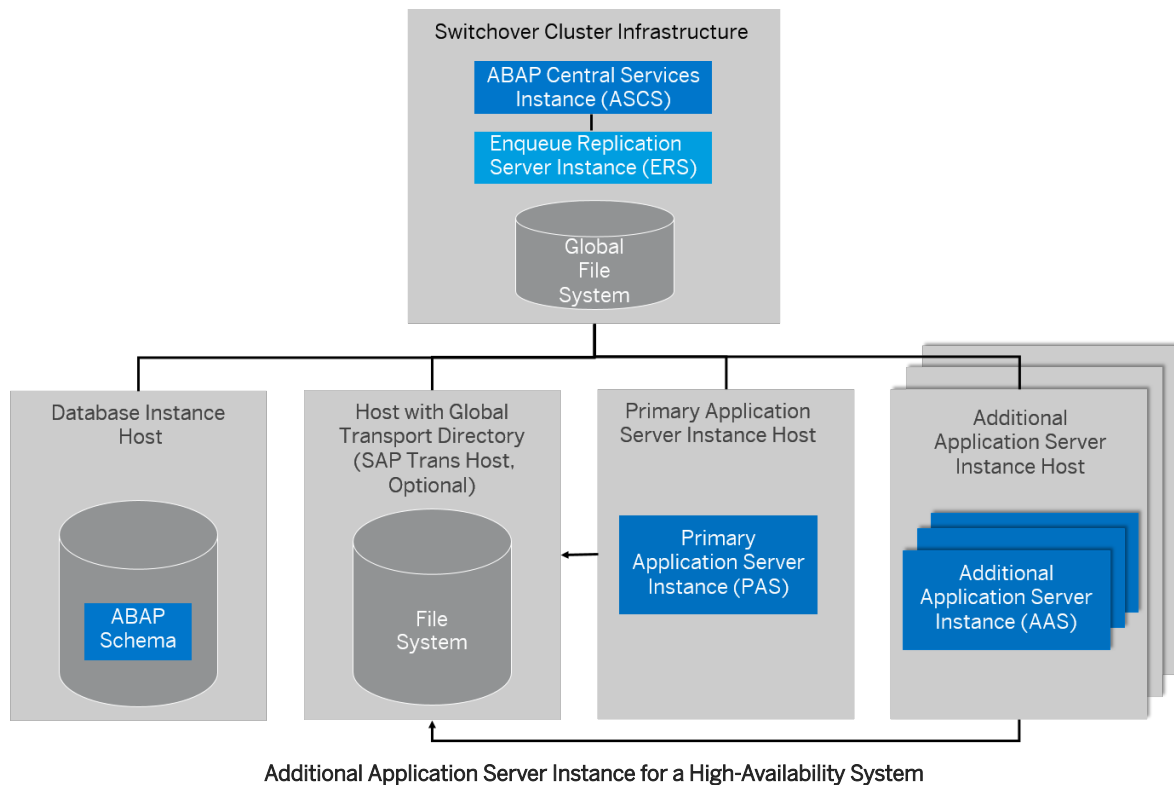 Switchover Cluster Infrastructure
ABAP Central Services
Instance (ASCS)
Enqueue Replication
Server Instance (ERS)
Global
File
System
Database Instance
Host
ABAP
Schema
Host with Global
Transport Directory
(SAP Trans Host,
Optional)
File
System
Primary Application
Server Instance Host
Primary
Application Server
Instance (PAS)
Additional
Application Server
Instance Host
Additional
Application Server
Instance (AAS)
Additional Application Server Instance for a High-Availability System